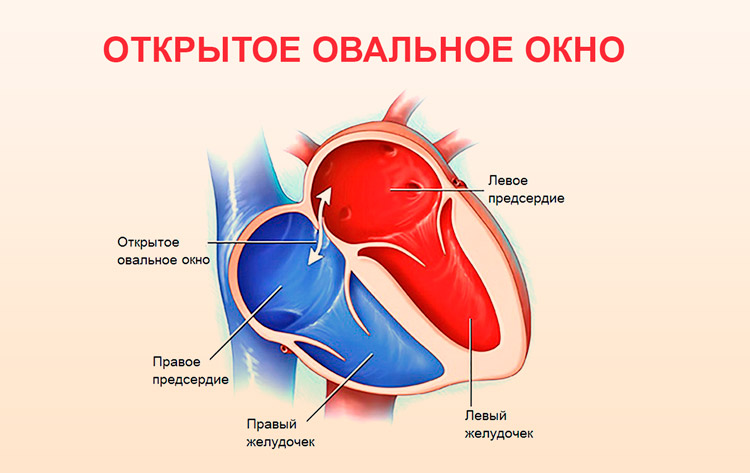 ОТКРЫТОЕ ОВАЛЬНОЕ ОКНО
Левое
предсердие
Открытое
овальное окно
Правое
предсердие
Правый
желудочек
Левый
желудочек